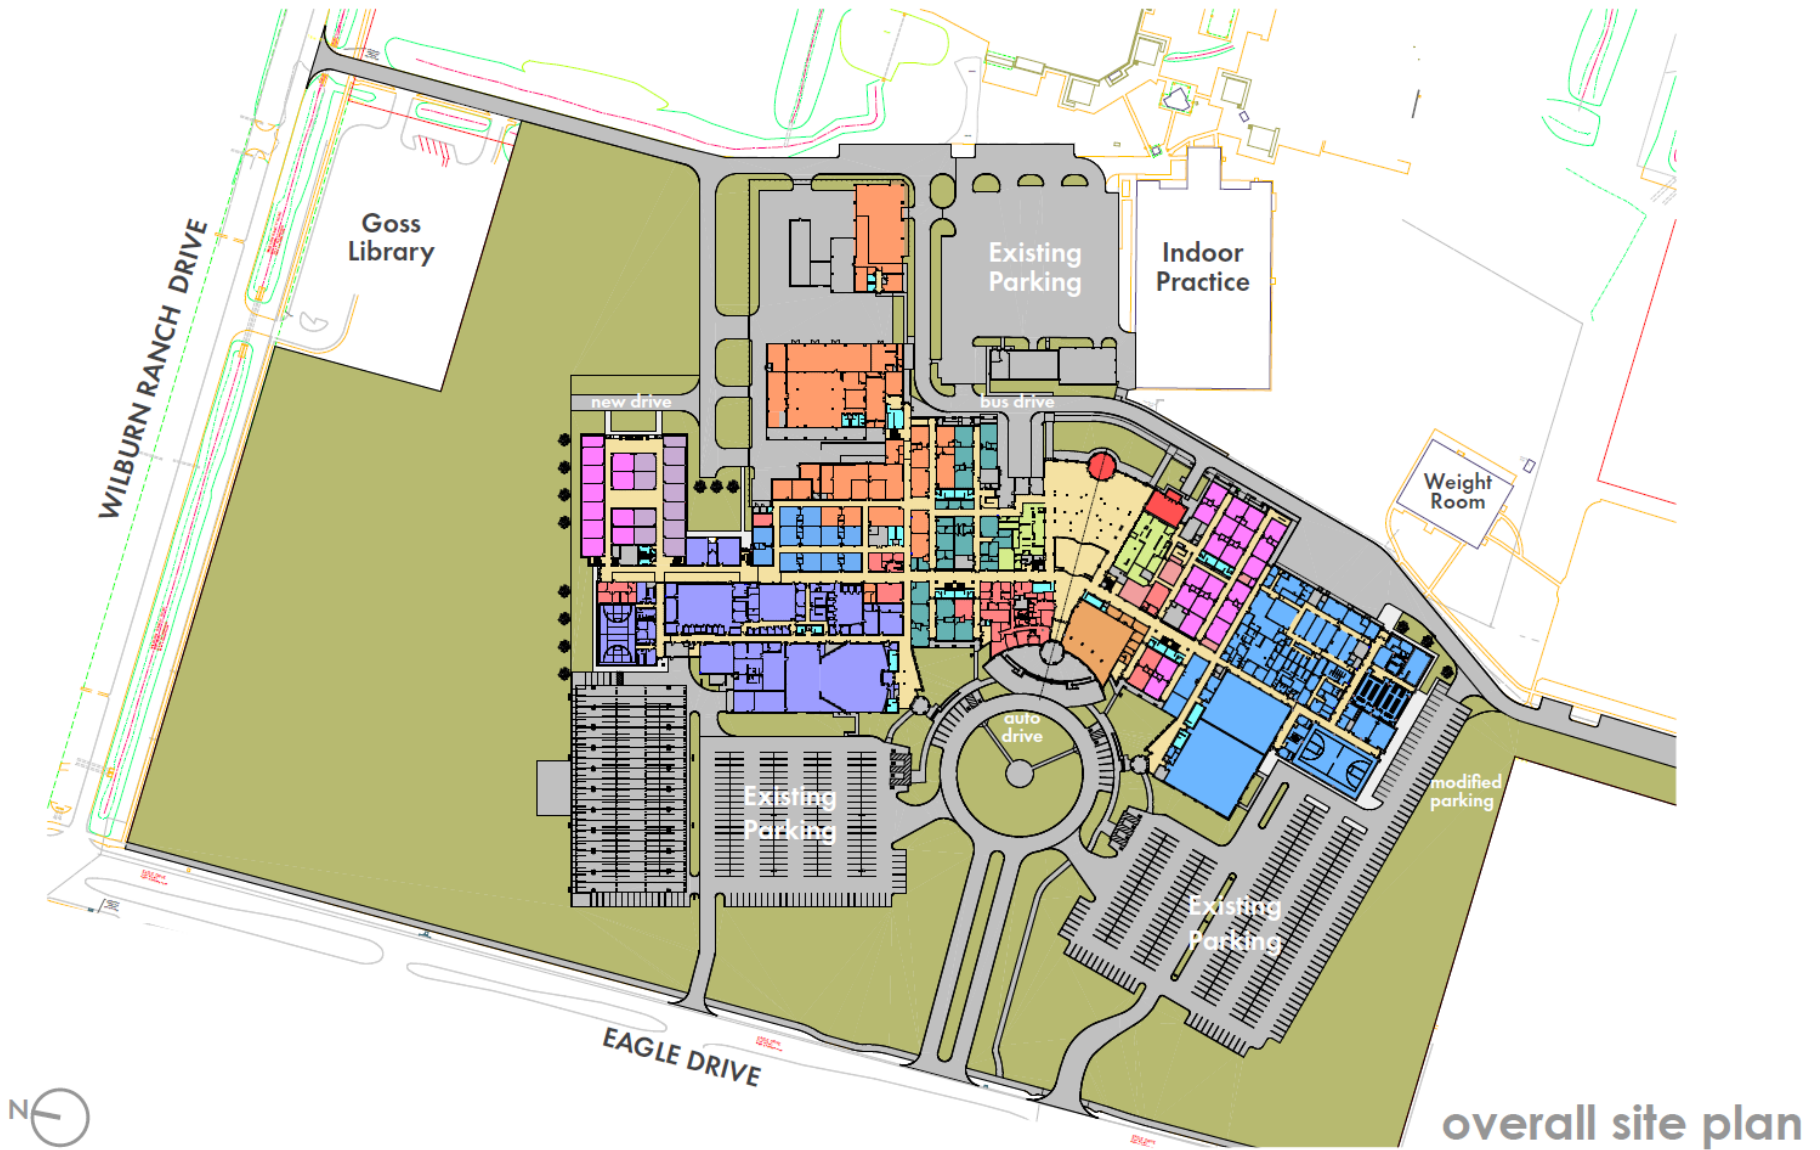 Goss
Library
WILBURN RANCH DRIVE
Existing
Parking
Indoor
Practice
new drive
bus drive
Weight
Room
auto
drive
modified
parking
Existing
Parking
Existing
Parking
EAGLE DRIVE
N
overall site plan